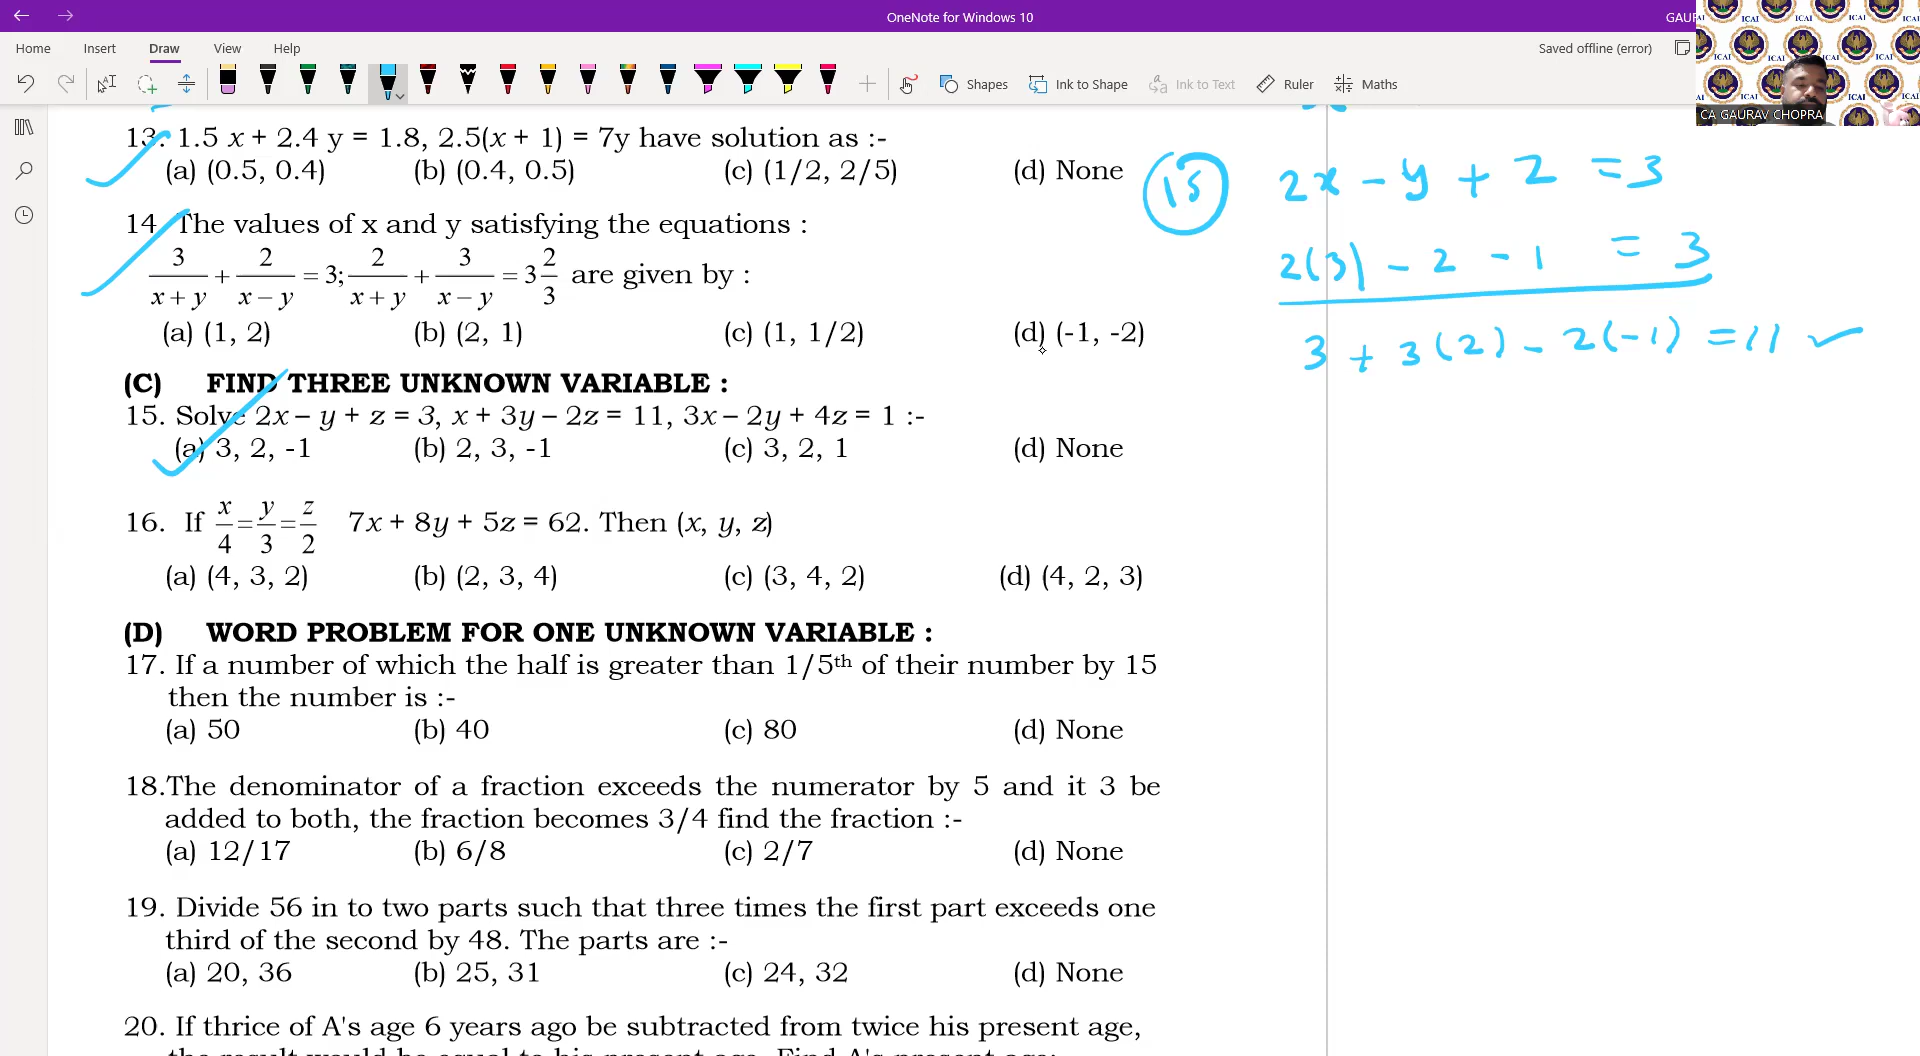 OneNote for Windows 10
Home Insert Draw View Help
Saved offline (error)
Shapes Ink to Shape Ink to Text Ruler Maths
ICAI
CA GAURAV CHOPRA
13. 1.5 x + 2.4 y = 1.8, 2.5(x + 1) = 7y have solution as :-
(a) (0.5, 0.4) (b) (0.4, 0.5) (c) (1/2, 2/5) (d) None
14. The values of x and y satisfying the equations :
3/(x + y) + 2/(x − y) = 3; 2/(x + y) + 3/(x − y) = 3 2/3 are given by :
(a) (1, 2) (b) (2, 1) (c) (1, 1/2) (d) (-1, -2)
(C) FIND THREE UNKNOWN VARIABLE :
15. Solve 2x – y + z = 3, x + 3y – 2z = 11, 3x – 2y + 4z = 1 :-
(a) 3, 2, -1 (b) 2, 3, -1 (c) 3, 2, 1 (d) None
16. If x/4 = y/3 = z/2 7x + 8y + 5z = 62. Then (x, y, z)
(a) (4, 3, 2) (b) (2, 3, 4) (c) (3, 4, 2) (d) (4, 2, 3)
(D) WORD PROBLEM FOR ONE UNKNOWN VARIABLE :
17. If a number of which the half is greater than 1/5th of their number by 15
then the number is :-
(a) 50 (b) 40 (c) 80 (d) None
18.The denominator of a fraction exceeds the numerator by 5 and it 3 be
added to both, the fraction becomes 3/4 find the fraction :-
(a) 12/17 (b) 6/8 (c) 2/7 (d) None
19. Divide 56 in to two parts such that three times the first part exceeds one
third of the second by 48. The parts are :-
(a) 20, 36 (b) 25, 31 (c) 24, 32 (d) None
20. If thrice of A's age 6 years ago be subtracted from twice his present age,
the result would be equal to his present age. Find A's present age:
15 2x - y + z = 3
2(3) - 2 - 1 = 3
3 + 3(2) - 2(-1) = 11